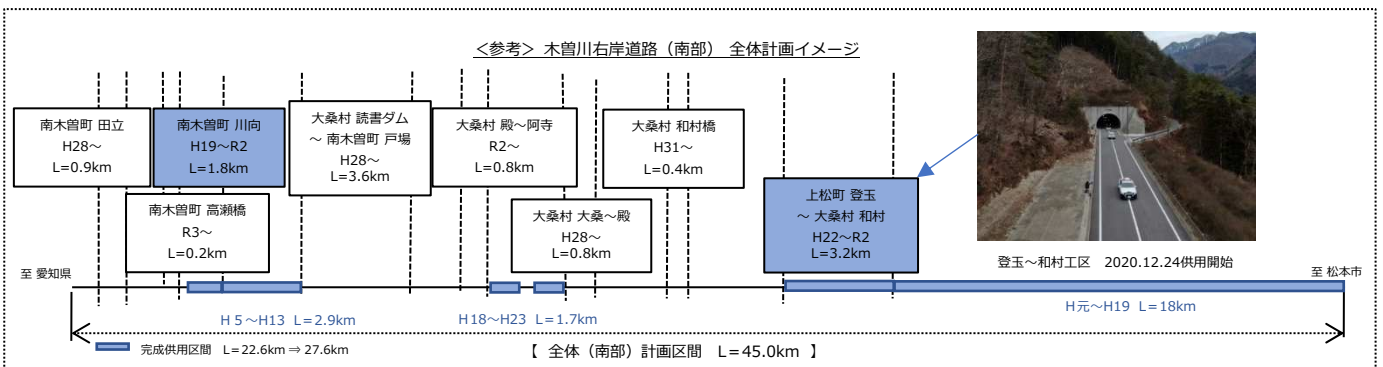 <参考> 木曽川右岸道路（南部） 全体計画イメージ
南木曽町 田立
H28～
L=0.9km
南木曽町 川向
H19～R2
L=1.8km
大桑村 読書ダム
～ 南木曽町 戸場
H28～
L=3.6km
大桑村 殿～阿寺
R2～
L=0.8km
大桑村 和村橋
H31～
L=0.4km
南木曽町 高瀬橋
R3～
L=0.2km
大桑村 大桑～殿
H28～
L=0.8km
上松町 登玉
～ 大桑村 和村
H22～R2
L=3.2km
登玉～和村工区 2020.12.24供用開始
至 愛知県
至 松本市
H５～H13 L=2.9km
H18～H23 L=1.7km
H元～H19 L=18km
完成供用区間 L=22.6km ⇒ 27.6km
【 全体（南部）計画区間 L＝45.0km 】